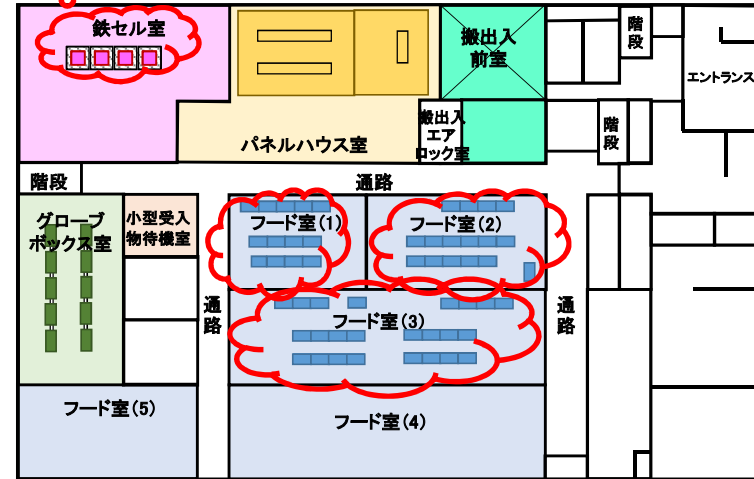 鉄セル室
搬出入
前室
階
段
エントランス
搬出入
エア
ロック室
階
段
パネルハウス室
階段
通路
グローブ
ボックス室
小型受入
物待機室
フード室(1)
フード室(2)
通
路
フード室(3)
通
路
フード室(5)
フード室(4)